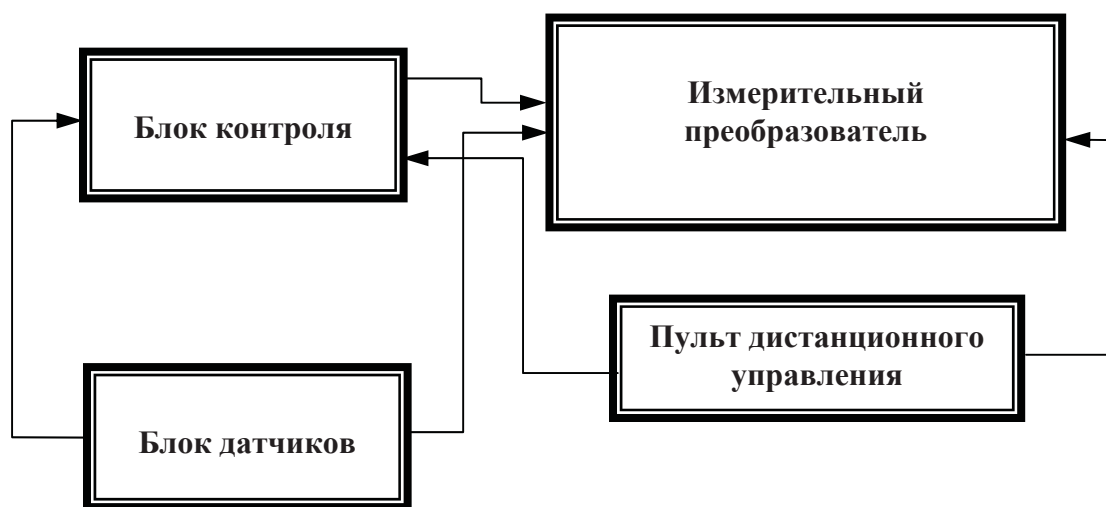 Блок контроля
Измерительный
преобразователь
Пульт дистанционного
управления
Блок датчиков